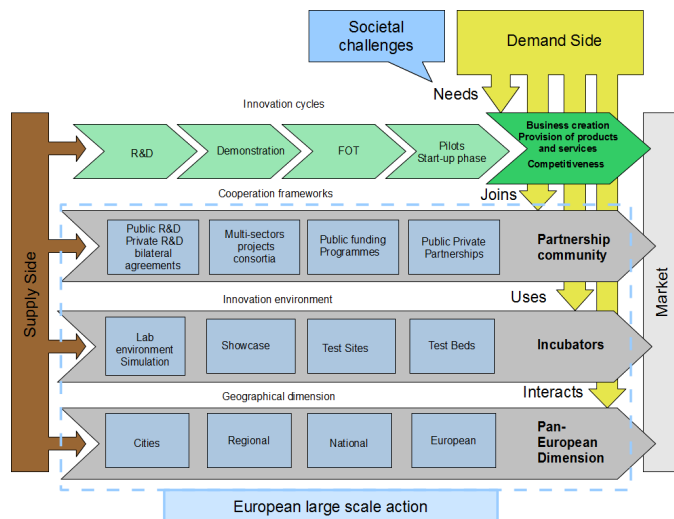 Societal
challenges
Demand Side
Needs
Innovation cycles
R&D
Demonstration
FOT
Pilots
Start-up phase
Business creation
Provision of products
and services
Competitiveness
Cooperation frameworks
Joins
Public R&D
Private R&D
bilateral
agreements
Multi-sectors
projects
consortia
Public funding
Programmes
Public Private
Partnerships
Partnership
community
Supply Side
Market
Innovation environment
Uses
Lab
environment
Simulation
Showcase
Test Sites
Test Beds
Incubators
Geographical dimension
Interacts
Cities
Regional
National
European
Pan-
European
Dimension
European large scale action